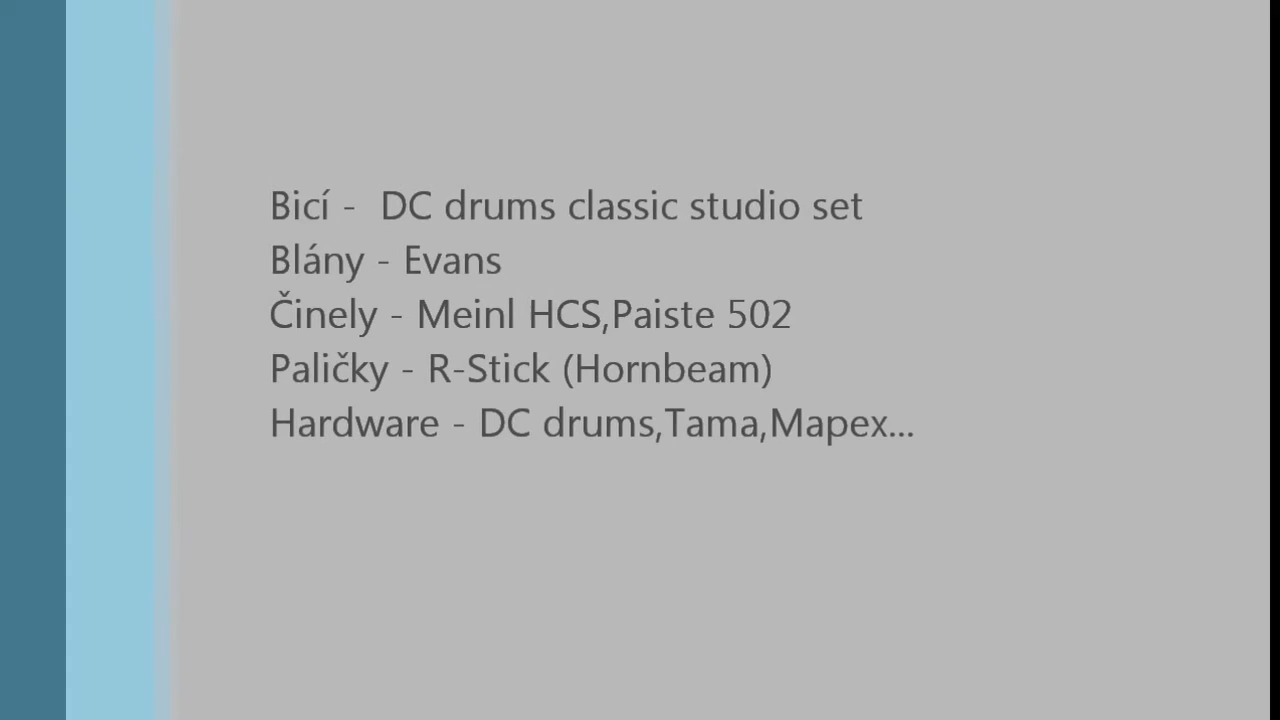 Bicí -  DC drums classic studio set
Blány - Evans
Činely - Meinl HCS,Paiste 502
Paličky - R-Stick (Hornbeam)
Hardware - DC drums,Tama,Mapex...